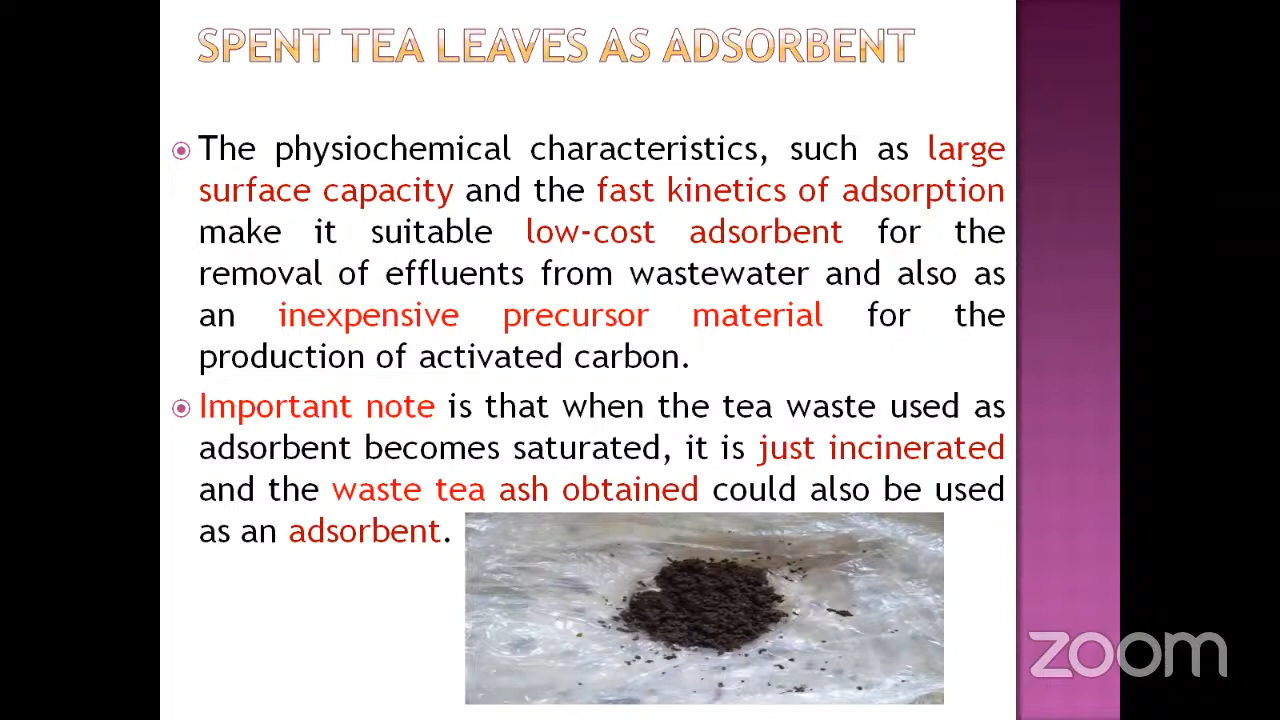 SPENT TEA LEAVES AS ADSORBENT
The physiochemical characteristics, such as large
surface capacity and the fast kinetics of adsorption
make it suitable low-cost adsorbent for the
removal of effluents from wastewater and also as
an inexpensive precursor material for the
production of activated carbon.
Important note is that when the tea waste used as
adsorbent becomes saturated, it is just incinerated
and the waste tea ash obtained could also be used
as an adsorbent.
zoom